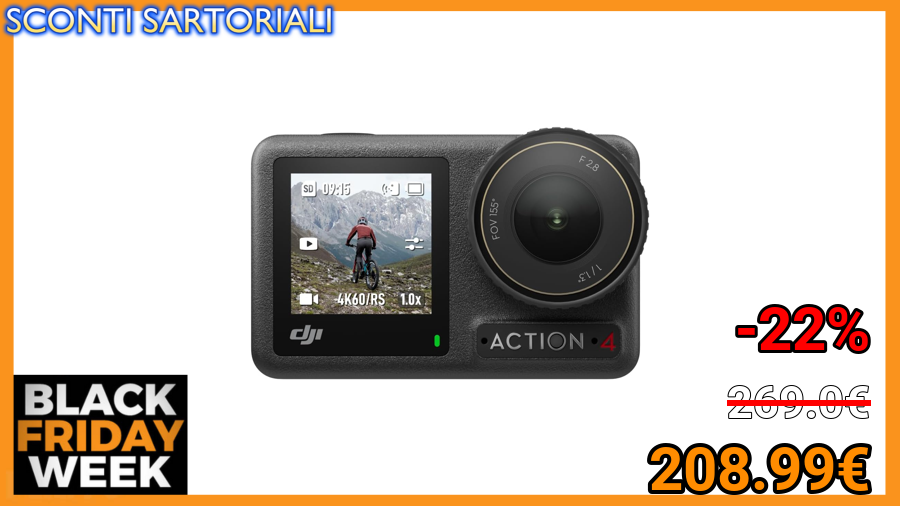 SCONTI SARTORIALI
F 2.8
FOV 155°
1/1.3"
SD 09:15
4K60/RS 1.0x
dji
ACTION 4
-22%
269.0€
208.99€
BLACK
FRIDAY
WEEK